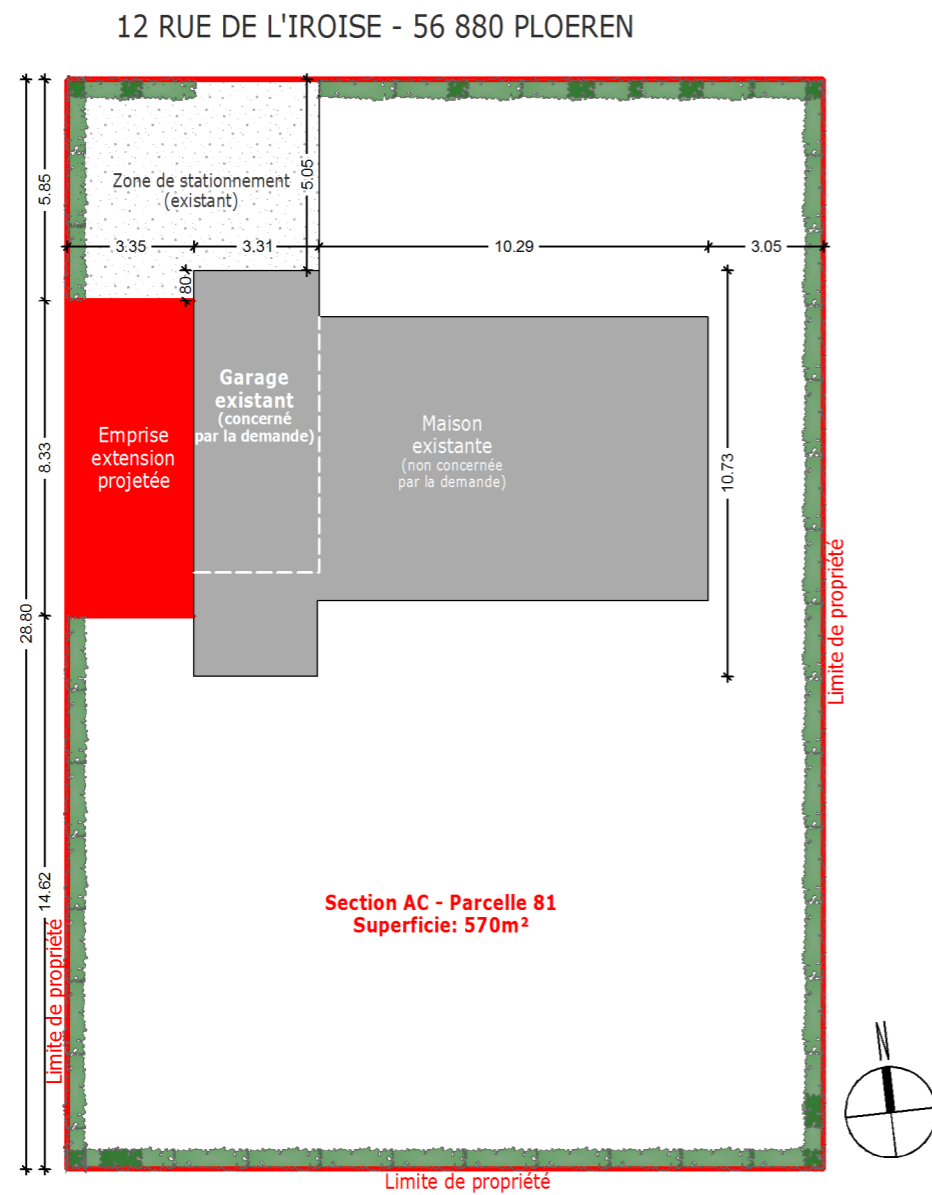 12 RUE DE L'IROISE - 56 880 PLOEREN
5.85
5.05
Zone de stationnement
(existant)
3.35
3.31
10.29
3.05
80
Garage
existant
(concerné
par la demande)
Maison
existante
(non concernée
par la demande)
Emprise
extension
projetée
8.33
10.73
28.80
Limite de propriété
14.62
Section AC - Parcelle 81
Superficie: 570m²
Limite de propriété
N
Limite de propriété